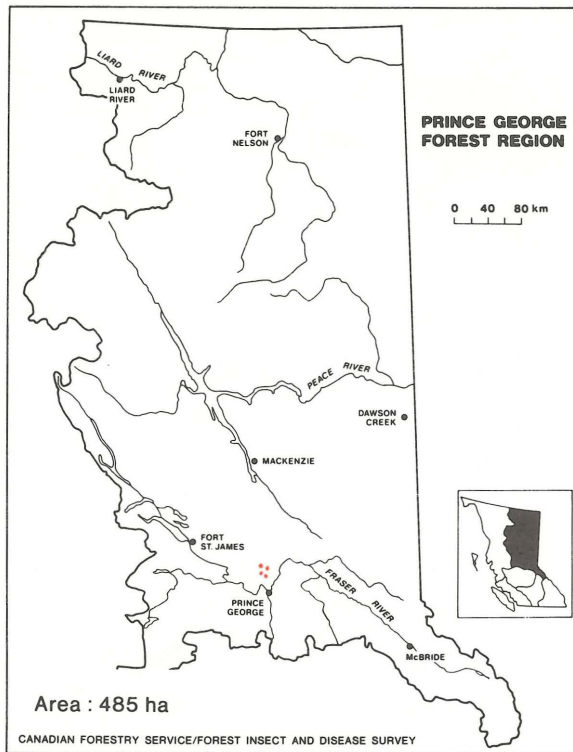 LIARD RIVER
LIARD
RIVER
FORT
NELSON
PRINCE GEORGE
FOREST REGION
0 40 80 km
PEACE RIVER
DAWSON
CREEK
MACKENZIE
FORT
ST. JAMES
PRINCE
GEORGE
FRASER RIVER
McBRIDE
Area : 485 ha
CANADIAN FORESTRY SERVICE/FOREST INSECT AND DISEASE SURVEY